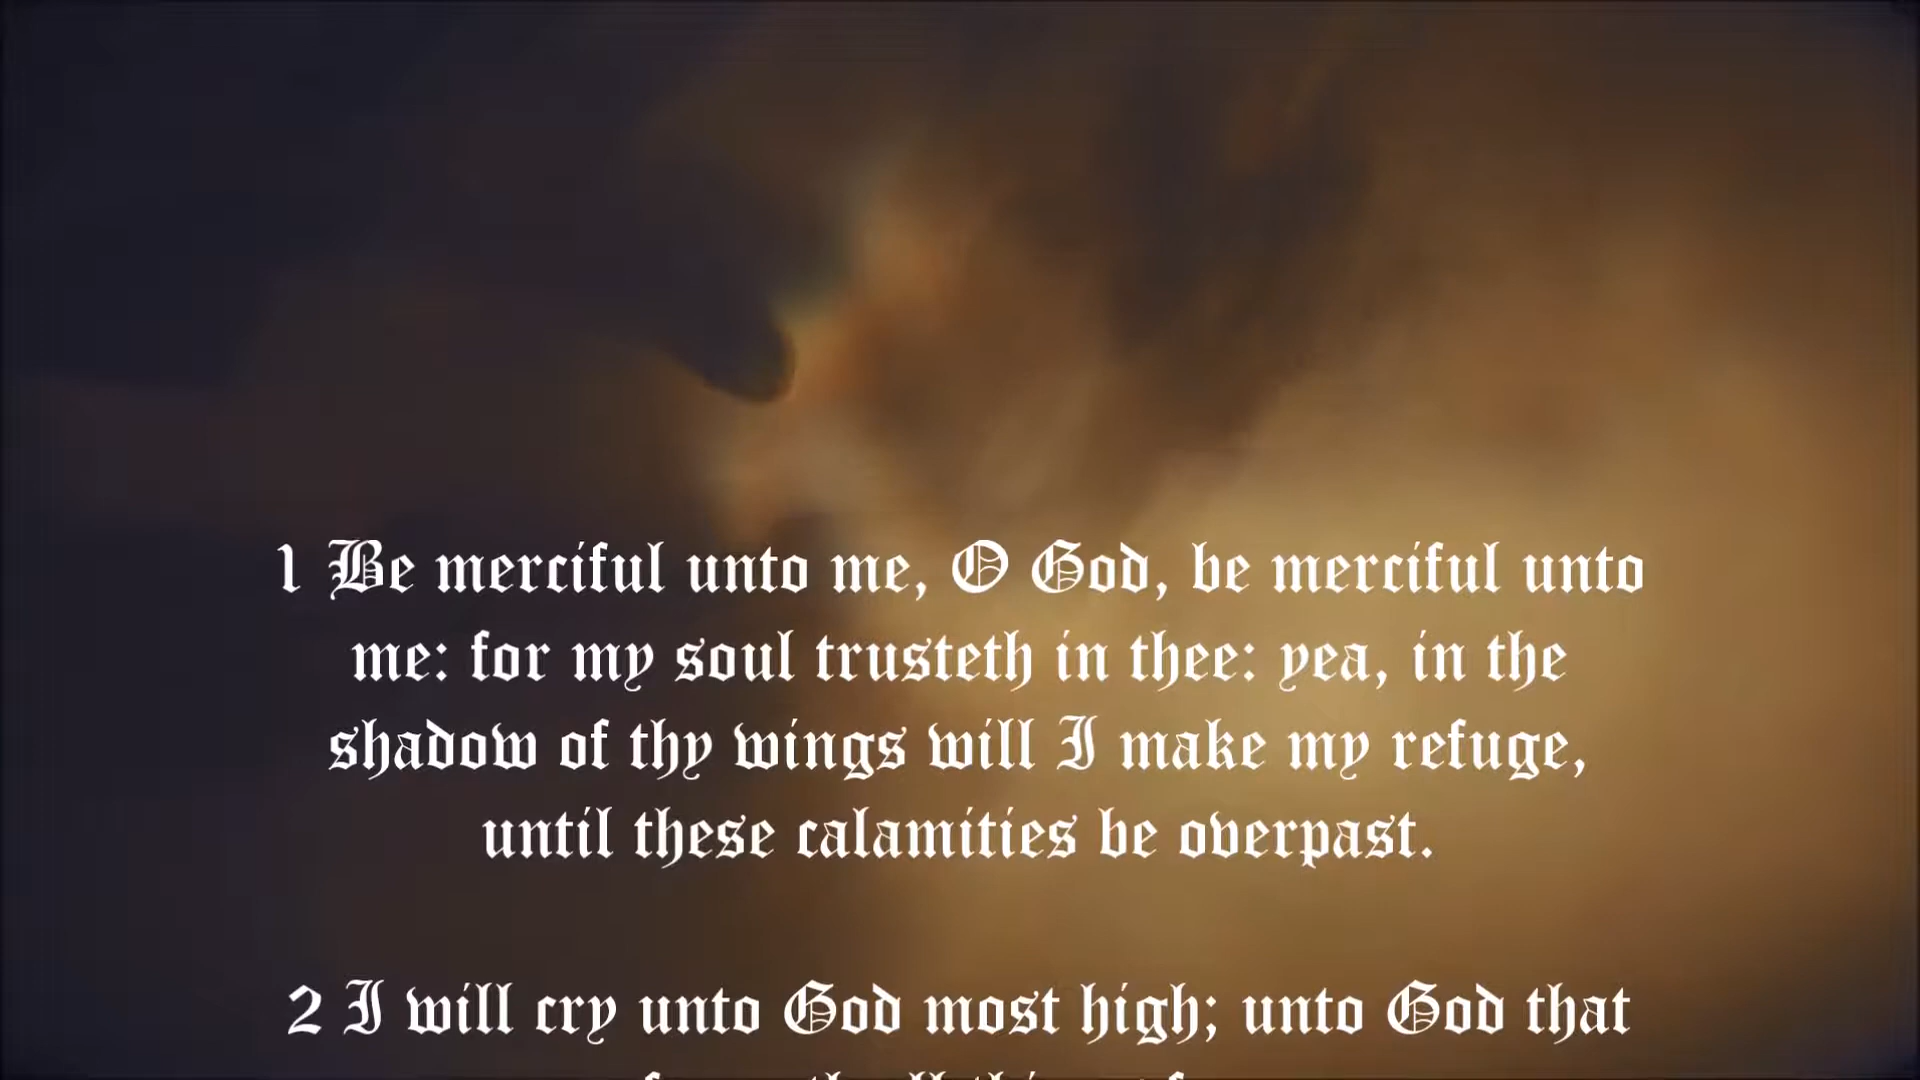 1 Be merciful unto me, O God, be merciful unto
me: for my soul trusteth in thee: yea, in the
shadow of thy wings will I make my refuge,
until these calamities be overpast.
2 I will cry unto God most high; unto God that